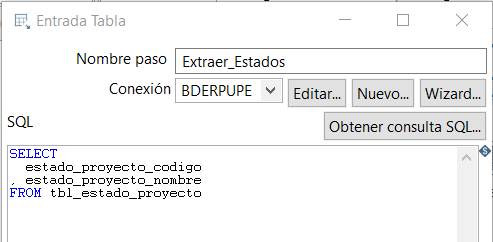 Entrada Tabla
Nombre paso Extraer_Estados
Conexión BDERPUPE Editar... Nuevo... Wizard...
SQL Obtener consulta SQL...
SELECT
  estado_proyecto_codigo
, estado_proyecto_nombre
FROM tbl_estado_proyecto